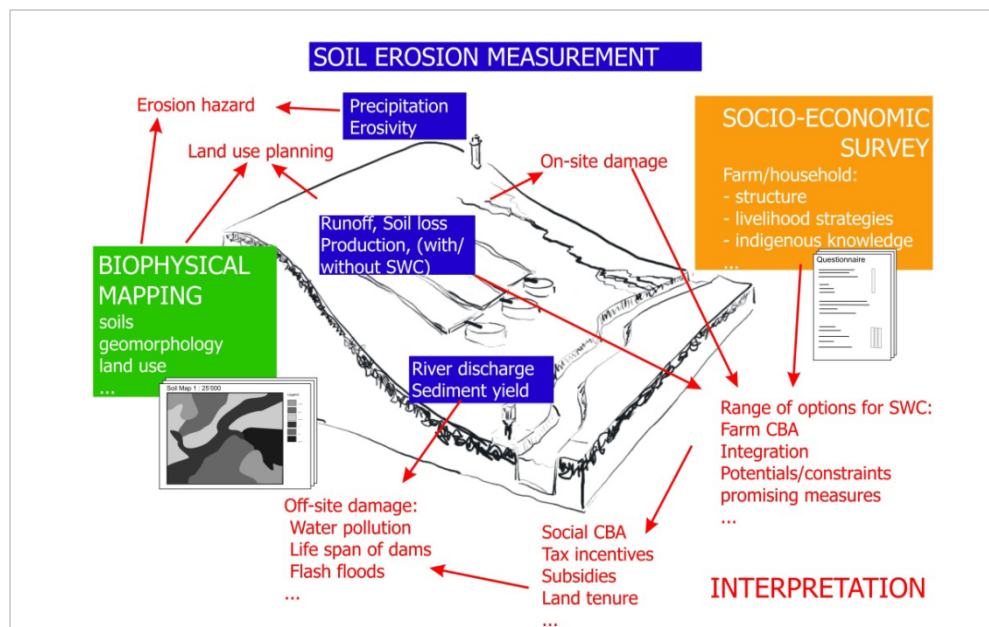 SOIL EROSION MEASUREMENT
Erosion hazard
Precipitation
Erosivity
Land use planning
On-site damage
SOCIO-ECONOMIC
SURVEY
Farm/household:
- structure
- livelihood strategies
- indigenous knowledge
...
Questionnaire
Runoff, Soil loss
Production, (with/
without SWC)
BIOPHYSICAL
MAPPING
soils
geomorphology
land use
...
Soil Map 1 : 25'000
Legend
River discharge
Sediment yield
Range of options for SWC:
Farm CBA
Integration
Potentials/constraints
promising measures
...
Off-site damage:
Water pollution
Life span of dams
Flash floods
...
Social CBA
Tax incentives
Subsidies
Land tenure
...
INTERPRETATION